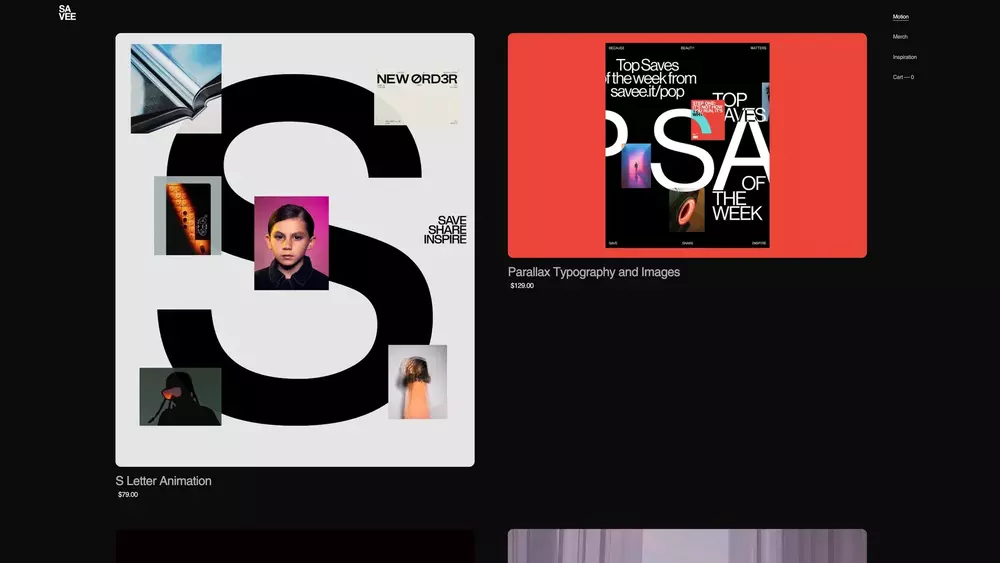 SA
VEE
Motion
Merch
Inspiration
Cart — 0
NEW ØRD3R
SAVE
SHARE
INSPIRE
S
S Letter Animation
$79.00
BECAUSE
BEAUTY
MATTERS
Top Saves
of the week from
savee.it/pop
TOP
SAVES
P SA
OF
THE
WEEK
SAVE
SHARE
INSPIRE
Parallax Typography and Images
$129.00